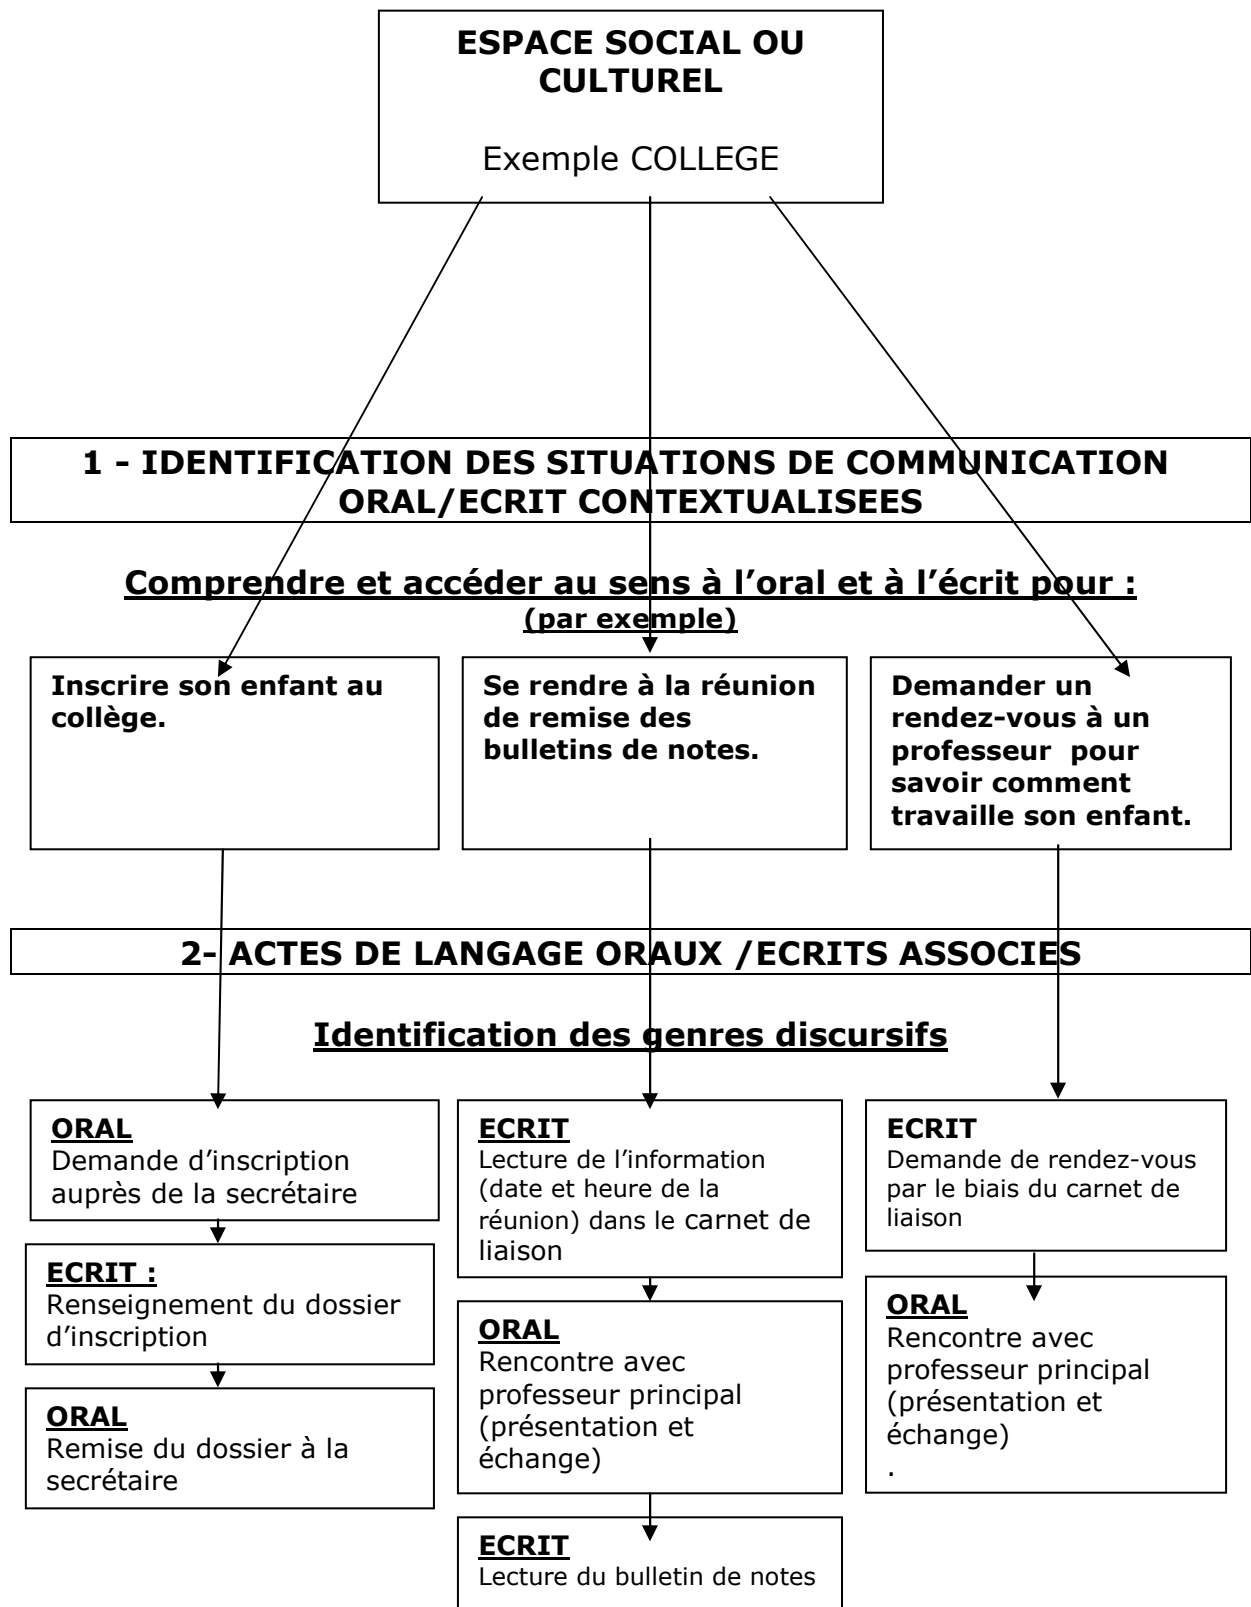 ESPACE SOCIAL OU
CULTUREL
Exemple COLLEGE
1 - IDENTIFICATION DES SITUATIONS DE COMMUNICATION
ORAL/ECRIT CONTEXTUALISEES
Comprendre et accéder au sens à l'oral et à l'écrit pour :
(par exemple)
Inscrire son enfant au
collège.
Se rendre à la réunion
de remise des
bulletins de notes.
Demander un
rendez-vous à un
professeur pour
savoir comment
travaille son enfant.
2- ACTES DE LANGAGE ORAUX /ECRITS ASSOCIES
Identification des genres discursifs
ORAL
Demande d'inscription
auprès de la secrétaire
ECRIT :
Renseignement du dossier
d'inscription
ORAL
Remise du dossier à la
secrétaire
ECRIT
Lecture de l'information
(date et heure de la
réunion) dans le carnet de
liaison
ORAL
Rencontre avec
professeur principal
(présentation et
échange)
ECRIT
Lecture du bulletin de notes
ECRIT
Demande de rendez-vous
par le biais du carnet de
liaison
ORAL
Rencontre avec
professeur principal
(présentation et
échange)
.